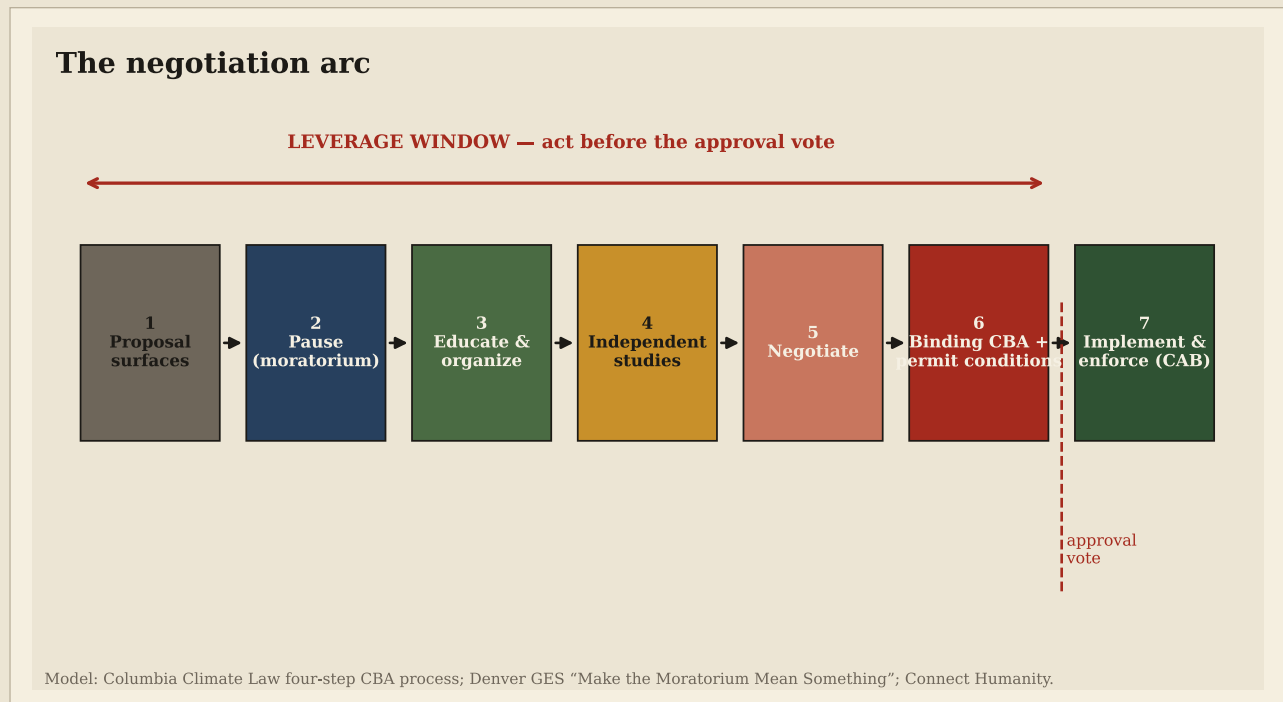 The negotiation arc
LEVERAGE WINDOW — act before the approval vote
1
Proposal
surfaces
2
Pause
(moratorium)
3
Educate &
organize
4
Independent
studies
5
Negotiate
6
Binding CBA +
permit conditions
7
Implement &
enforce (CAB)
approval
vote
Model: Columbia Climate Law four-step CBA process; Denver GES “Make the Moratorium Mean Something”; Connect Humanity.